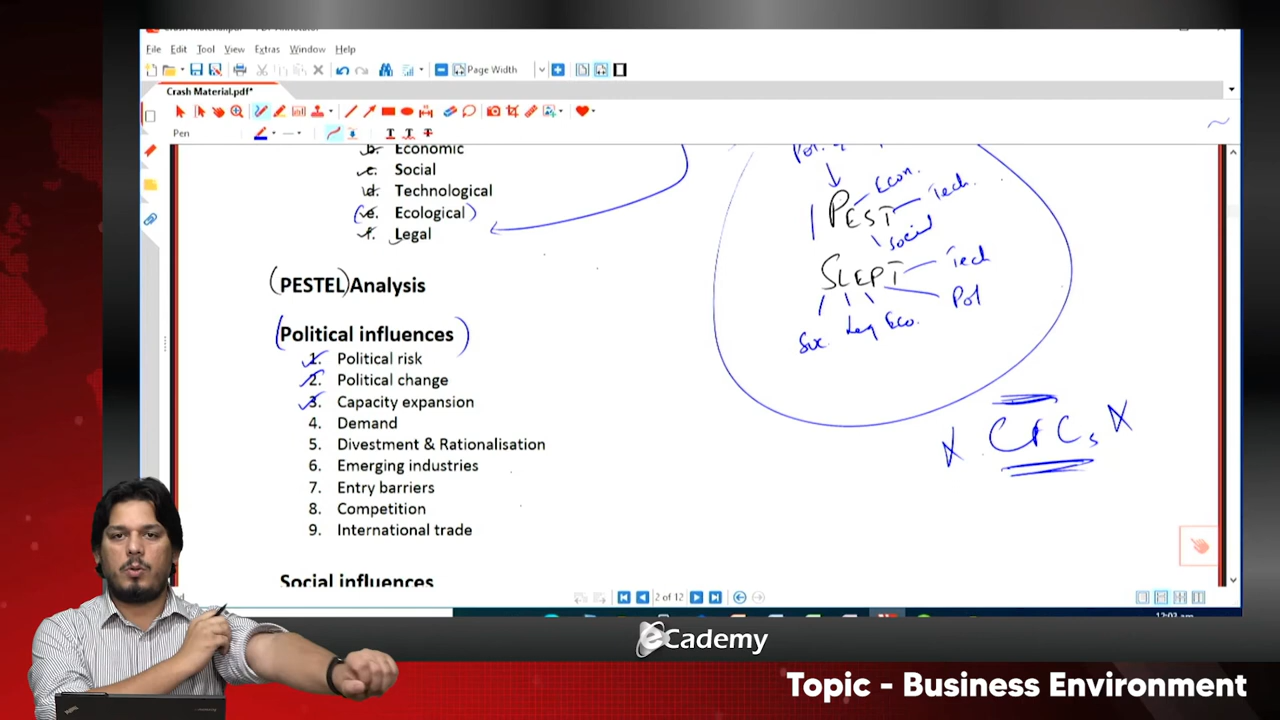 File Edit Tool View Extras Window Help
Page Width
Crash Material.pdf*
Pen
b. Economic
c. Social
d. Technological
e. Ecological
f. Legal
Econ.
PEST
Tech.
Social
SLEPT
Tech
Pol
Soc. Leg Eco.
(PESTEL) Analysis
(Political influences)
1. Political risk
2. Political change
3. Capacity expansion
4. Demand
5. Divestment & Rationalisation
6. Emerging industries
7. Entry barriers
8. Competition
9. International trade
CFCs
Social influences
2 of 12
eCademy
Topic - Business Environment